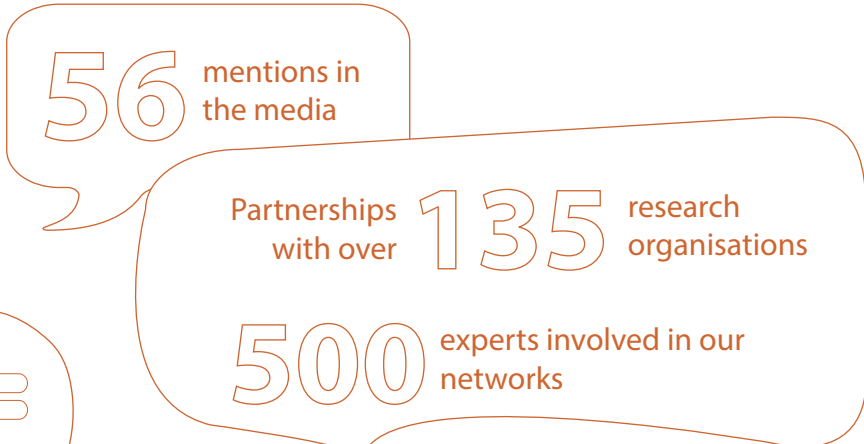 56 mentions in
the media
Partnerships
with over 135 research
organisations
500 experts involved in our
networks